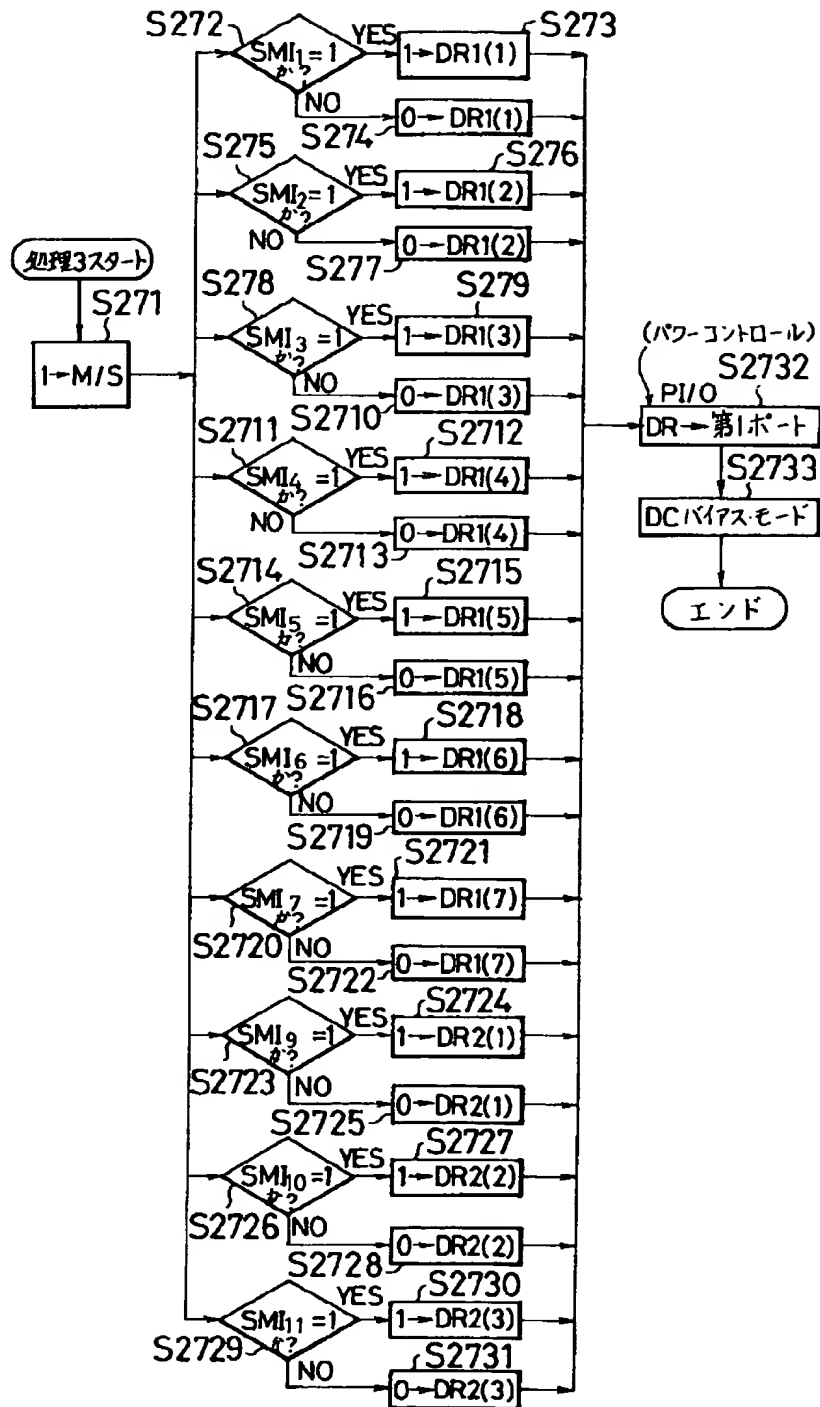 S272
SMI₁=1
か?
YES
S273
1→DR1(1)
NO
S274
0→DR1(1)
S275
SMI₂=1
か?
YES
S276
1→DR1(2)
NO
S277
0→DR1(2)
処理3スタート
S271
1→M/S
S278
SMI₃=1
か?
YES
S279
1→DR1(3)
NO
S2710
0→DR1(3)
S2711
SMI₄=1
か?
YES
S2712
1→DR1(4)
NO
S2713
0→DR1(4)
S2714
SMI₅=1
か?
YES
S2715
1→DR1(5)
NO
S2716
0→DR1(5)
S2717
SMI₆=1
か?
YES
S2718
1→DR1(6)
NO
S2719
0→DR1(6)
S2720
SMI₇=1
か?
YES
S2721
1→DR1(7)
NO
S2722
0→DR1(7)
S2723
SMI₉=1
か?
YES
S2724
1→DR2(1)
NO
S2725
0→DR2(1)
S2726
SMI₁₀=1
か?
YES
S2727
1→DR2(2)
NO
S2728
0→DR2(2)
S2729
SMI₁₁=1
か?
YES
S2730
1→DR2(3)
NO
S2731
0→DR2(3)
(パワーコントロール)
PI/O
S2732
DR→第1ポート
S2733
DCバイアス・モード
エンド